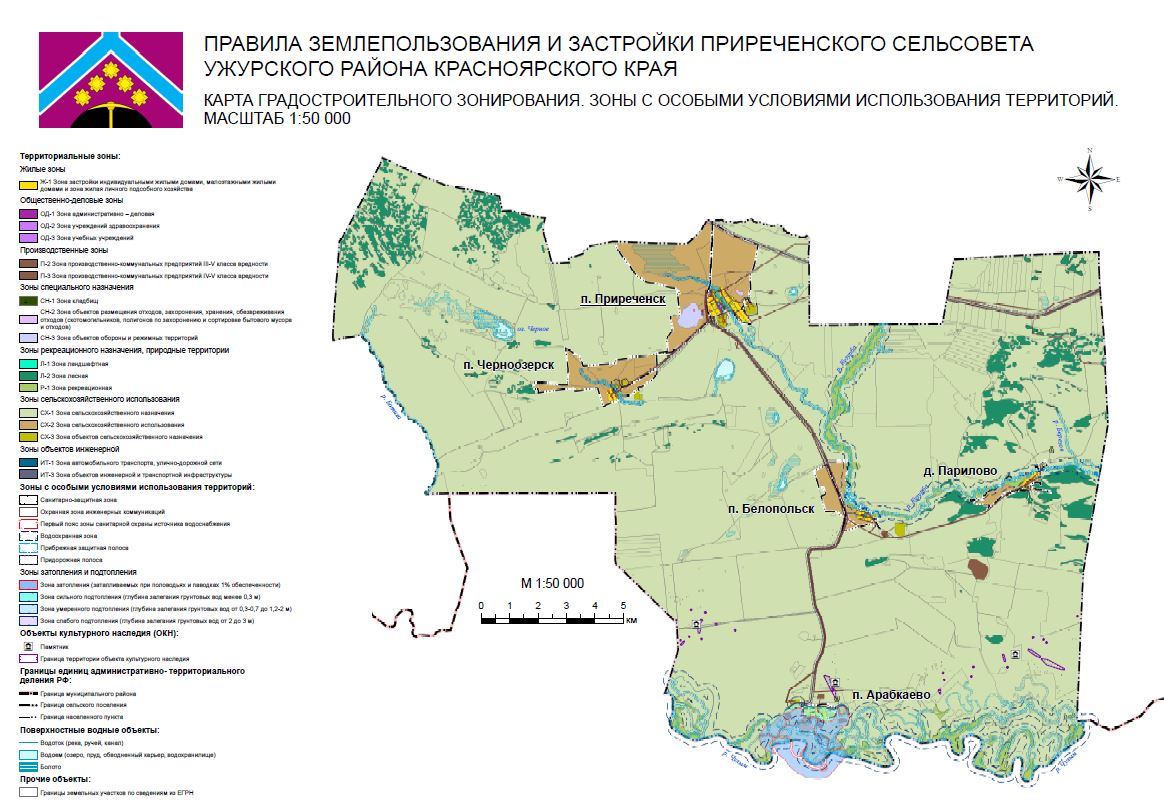 ПРАВИЛА ЗЕМЛЕПОЛЬЗОВАНИЯ И ЗАСТРОЙКИ ПРИРЕЧЕНСКОГО СЕЛЬСОВЕТА
УЖУРСКОГО РАЙОНА КРАСНОЯРСКОГО КРАЯ
КАРТА ГРАДОСТРОИТЕЛЬНОГО ЗОНИРОВАНИЯ. ЗОНЫ С ОСОБЫМИ УСЛОВИЯМИ ИСПОЛЬЗОВАНИЯ ТЕРРИТОРИЙ.
МАСШТАБ 1:50 000
Территориальные зоны:
Жилые зоны
Ж-1 Зона застройки индивидуальными жилыми домами, малоэтажными жилыми
домами и зона жилая личного подсобного хозяйства
Общественно-деловые зоны
ОД-1 Зона административно – деловая
ОД-2 Зона учреждений здравоохранения
ОД-3 Зона учебных учреждений
Производственные зоны
П-2 Зона производственно-коммунальных предприятий III-V класса вредности
П-3 Зона производственно-коммунальных предприятий IV-V класса вредности
Зоны специального назначения
СН-1 Зона кладбищ
СН-2 Зона объектов размещения отходов, захоронения, хранения, обезвреживания
отходов (скотомогильников, полигонов по захоронению и сортировке бытового мусора
и отходов)
СН-3 Зона объектов обороны и режимных территорий
Зоны рекреационного назначения, природные территории
Л-1 Зона ландшафтная
Л-2 Зона лесная
Р-1 Зона рекреационная
Зоны сельскохозяйственного использования
СХ-1 Зона сельскохозяйственного назначения
СХ-2 Зона сельскохозяйственного использования
СХ-3 Зона объектов сельскохозяйственного назначения
Зоны объектов инженерной
ИТ-1 Зона автомобильного транспорта, улично-дорожной сети
ИТ-3 Зона объектов инженерной и транспортной инфраструктуры
Зоны с особыми условиями использования территорий:
Санитарно-защитная зона
Охранная зона инженерных коммуникаций
Первый пояс зоны санитарной охраны источника водоснабжения
Водоохранная зона
Прибрежная защитная полоса
Придорожная полоса
Зоны затопления и подтопления
Зона затопления (затапливаемых при половодьях и паводках 1% обеспеченности)
Зона сильного подтопления (глубина залегания грунтовых вод менее 0,3 м)
Зона умеренного подтопления (глубина залегания грунтовых вод от 0,3-0,7 до 1,2-2 м)
Зона слабого подтопления (глубина залегания грунтовых вод от 2 до 3 м)
Объекты культурного наследия (ОКН):
Памятник
Граница территории объекта культурного наследия
Границы единиц административно- территориального
деления РФ:
Граница муниципального района
Граница сельского поселения
Граница населенного пункта
Поверхностные водные объекты:
Водоток (река, ручей, канал)
Водоем (озеро, пруд, обводненный карьер, водохранилище)
Болото
Прочие объекты:
Границы земельных участков по сведениям из ЕГРН
N
W
E
S
п. Приреченск
оз. Черное
п. Черноозерск
д. Парилово
п. Белопольск
М 1:50 000
0 1 2 3 4 5
км
п. Арабкаево
р. Чулым
р. Чулым